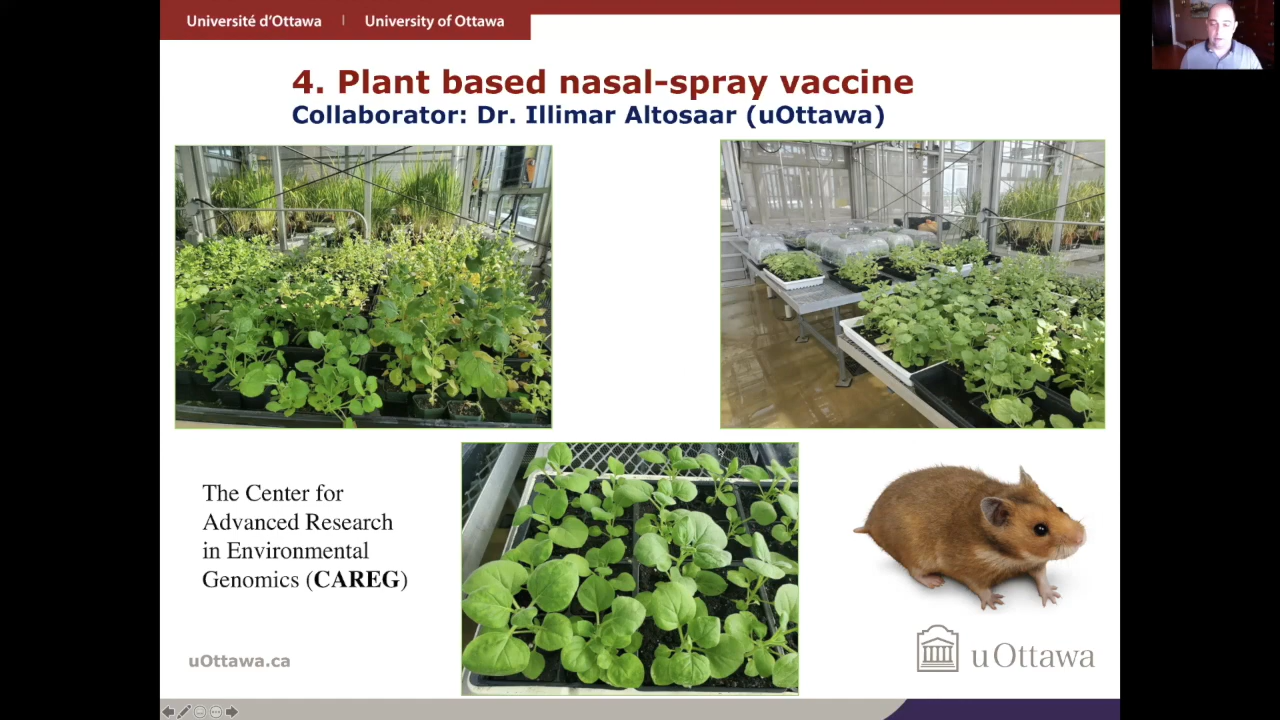 Université d'Ottawa | University of Ottawa
4. Plant based nasal-spray vaccine
Collaborator: Dr. Illimar Altosaar (uOttawa)
The Center for
Advanced Research
in Environmental
Genomics (CAREG)
uOttawa.ca
uOttawa